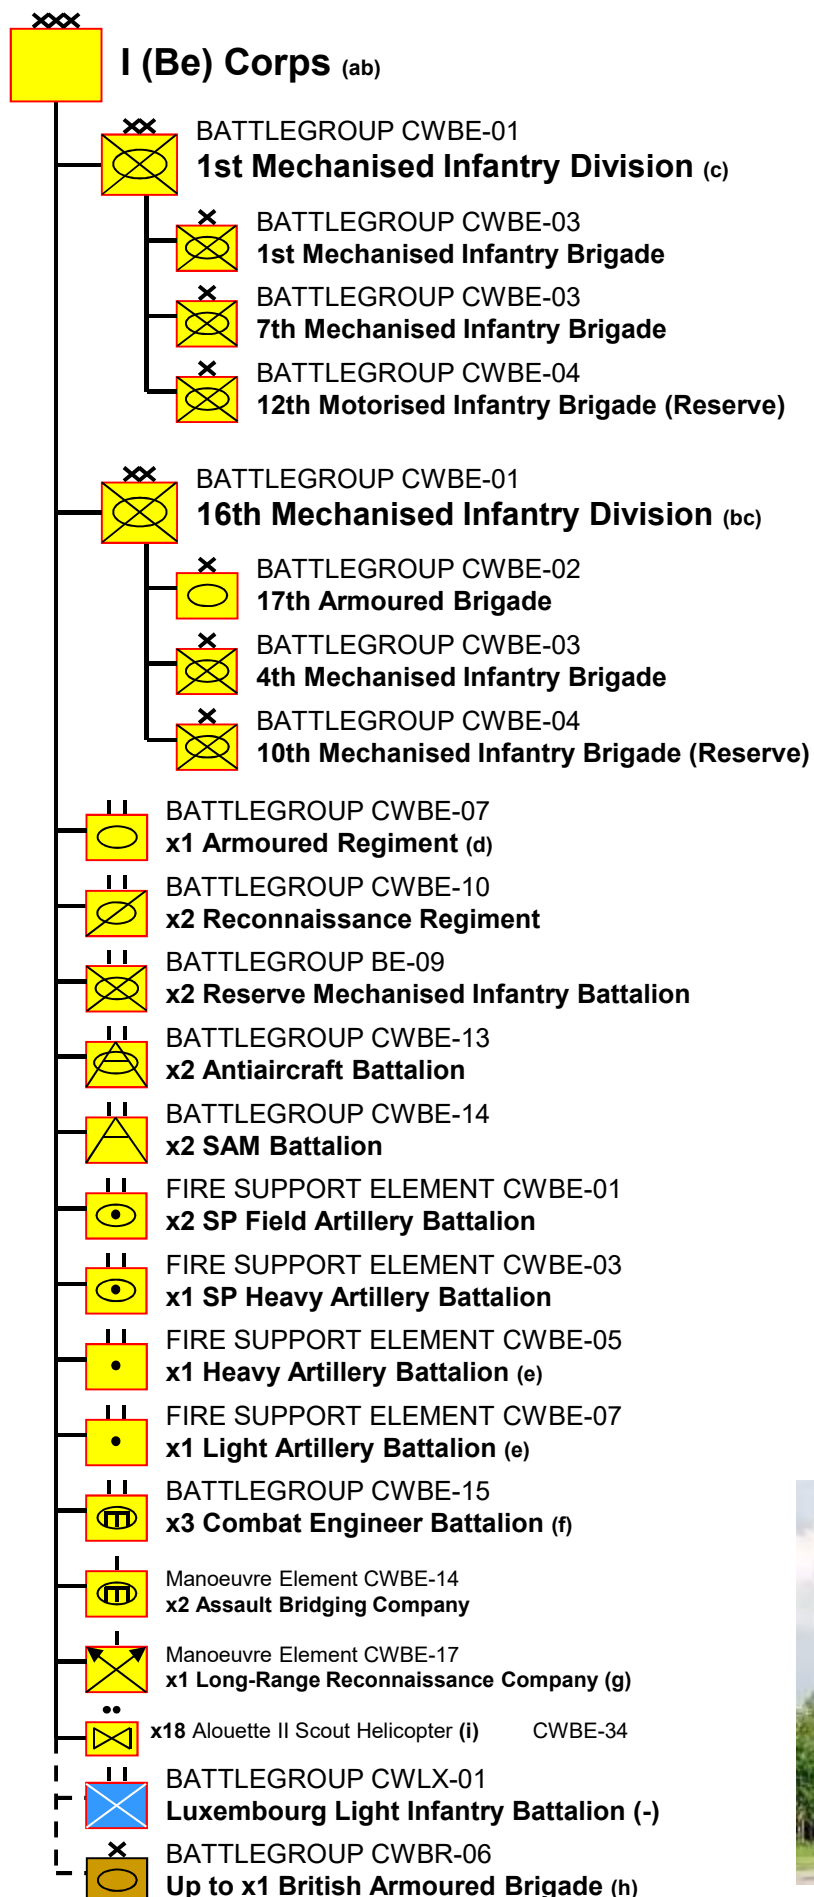 I (Be) Corps (ab)
BATTLEGROUP CWBE-01
1st Mechanised Infantry Division (c)
BATTLEGROUP CWBE-03
1st Mechanised Infantry Brigade
BATTLEGROUP CWBE-03
7th Mechanised Infantry Brigade
BATTLEGROUP CWBE-04
12th Motorised Infantry Brigade (Reserve)
BATTLEGROUP CWBE-01
16th Mechanised Infantry Division (bc)
BATTLEGROUP CWBE-02
17th Armoured Brigade
BATTLEGROUP CWBE-03
4th Mechanised Infantry Brigade
BATTLEGROUP CWBE-04
10th Mechanised Infantry Brigade (Reserve)
BATTLEGROUP CWBE-07
x1 Armoured Regiment (d)
BATTLEGROUP CWBE-10
x2 Reconnaissance Regiment
BATTLEGROUP BE-09
x2 Reserve Mechanised Infantry Battalion
BATTLEGROUP CWBE-13
x2 Antiaircraft Battalion
BATTLEGROUP CWBE-14
x2 SAM Battalion
FIRE SUPPORT ELEMENT CWBE-01
x2 SP Field Artillery Battalion
FIRE SUPPORT ELEMENT CWBE-03
x1 SP Heavy Artillery Battalion
FIRE SUPPORT ELEMENT CWBE-05
x1 Heavy Artillery Battalion (e)
FIRE SUPPORT ELEMENT CWBE-07
x1 Light Artillery Battalion (e)
BATTLEGROUP CWBE-15
x3 Combat Engineer Battalion (f)
Manoeuvre Element CWBE-14
x2 Assault Bridging Company
Manoeuvre Element CWBE-17
x1 Long-Range Reconnaissance Company (g)
x18 Alouette II Scout Helicopter (i) CWBE-34
BATTLEGROUP CWLX-01
Luxembourg Light Infantry Battalion (-)
BATTLEGROUP CWBR-06
Up to x1 British Armoured Brigade (h)